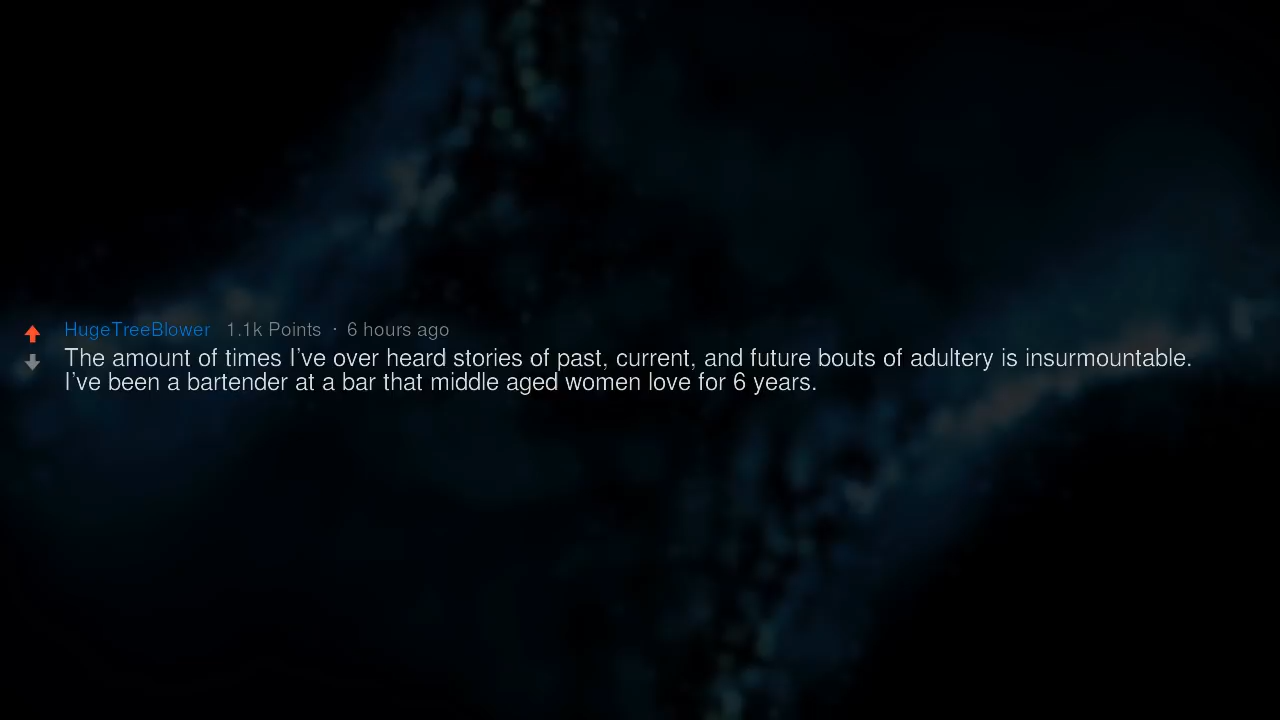 HugeTreeBlower 1.1k Points · 6 hours ago
The amount of times I've over heard stories of past, current, and future bouts of adultery is insurmountable.
I've been a bartender at a bar that middle aged women love for 6 years.